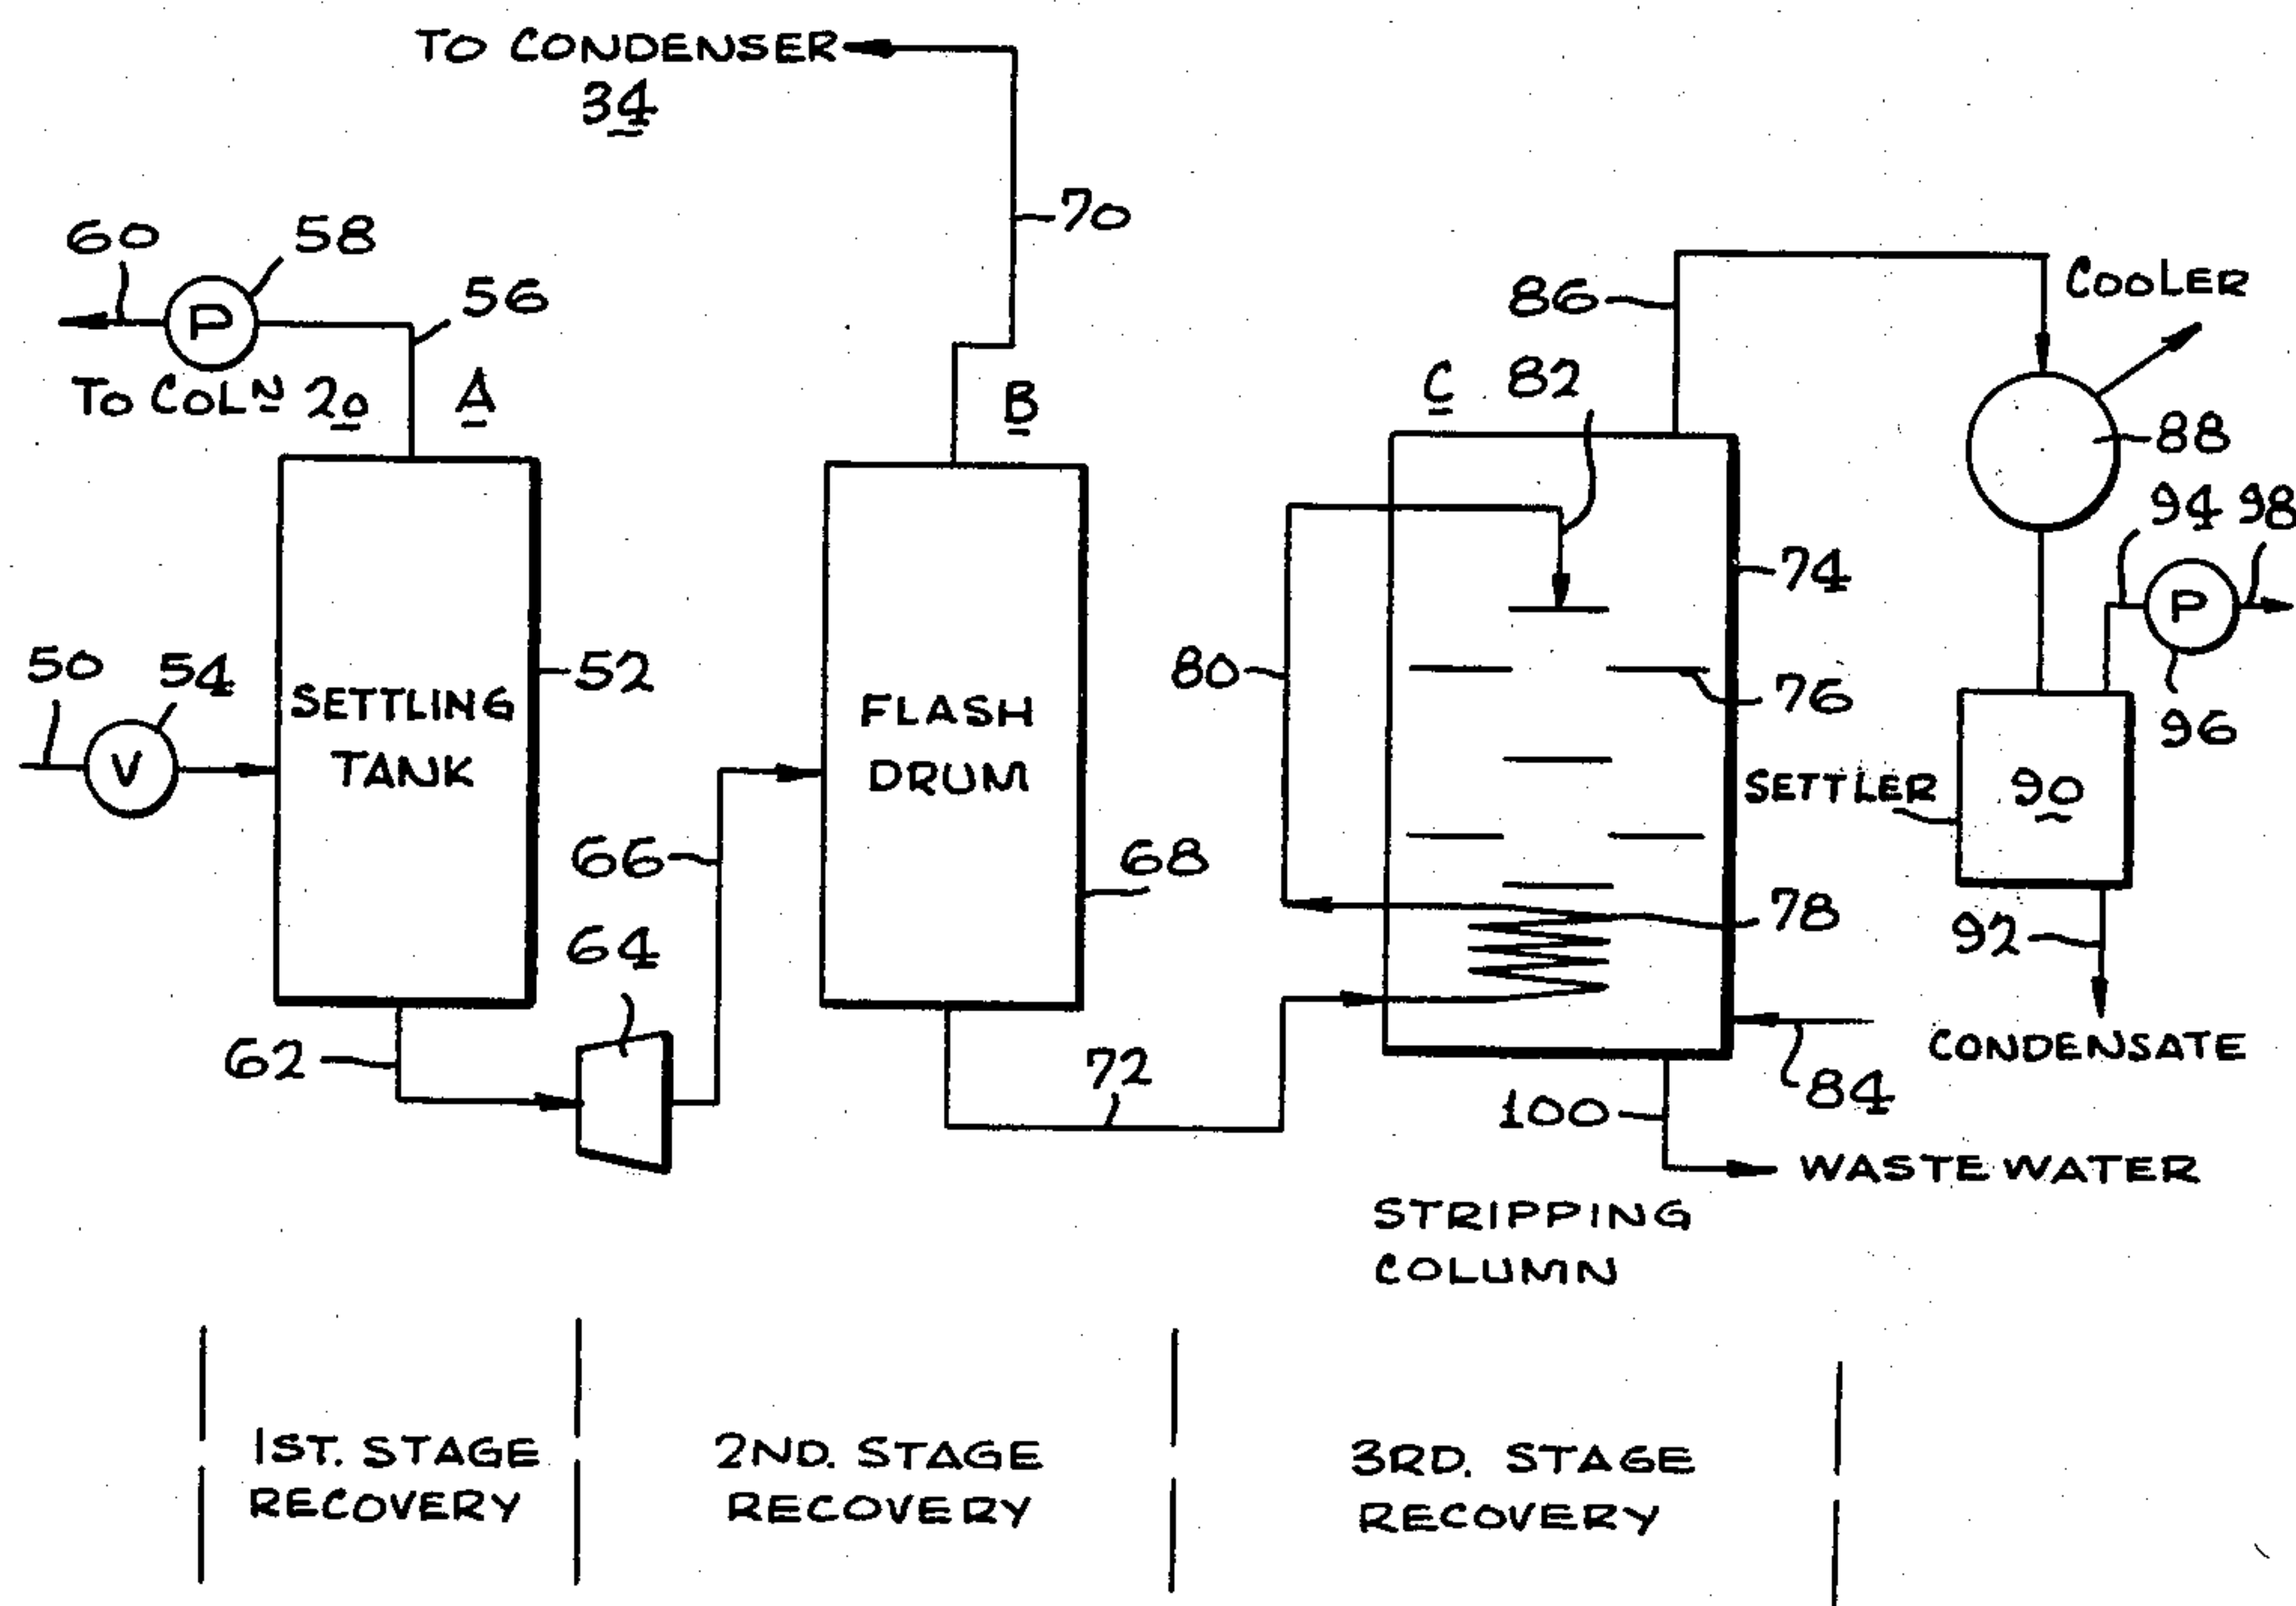 TO CONDENSER
34
70
60
58
56
TO COLN 20
A
B
C
82
86
COOLER
88
94
98
P
P
96
50
54
V
SETTLING
TANK
52
FLASH
DRUM
66
68
64
80
74
76
78
SETTLER
90
92
CONDENSATE
62
72
84
100
WASTE WATER
STRIPPING
COLUMN
1ST. STAGE
RECOVERY
2ND. STAGE
RECOVERY
3RD. STAGE
RECOVERY